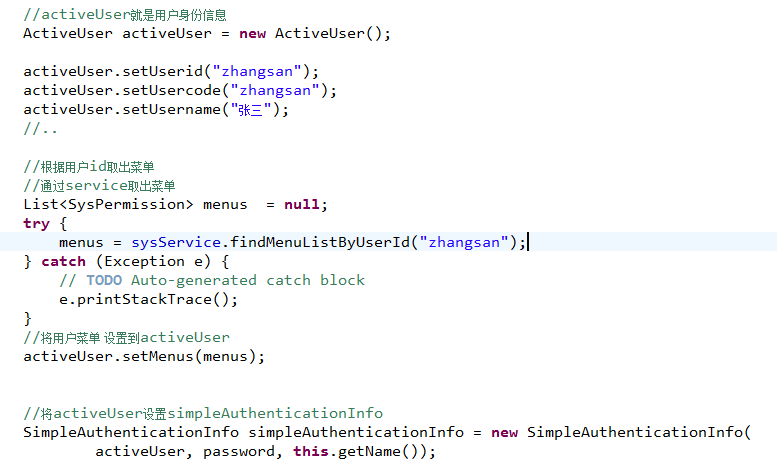 //activeUser就是用户身份信息
ActiveUser activeUser = new ActiveUser();
activeUser.setUserid("zhangsan");
activeUser.setUsercode("zhangsan");
activeUser.setUsername("张三");
//..
//根据用户id取出菜单
//通过service取出菜单
List<SysPermission> menus  = null;
try {
    menus = sysService.findMenuListByUserId("zhangsan");
} catch (Exception e) {
    // TODO Auto-generated catch block
    e.printStackTrace();
}
//将用户菜单 设置到activeUser
activeUser.setMenus(menus);
//将activeUser设置simpleAuthenticationInfo
SimpleAuthenticationInfo simpleAuthenticationInfo = new SimpleAuthenticationInfo(
        activeUser, password, this.getName());